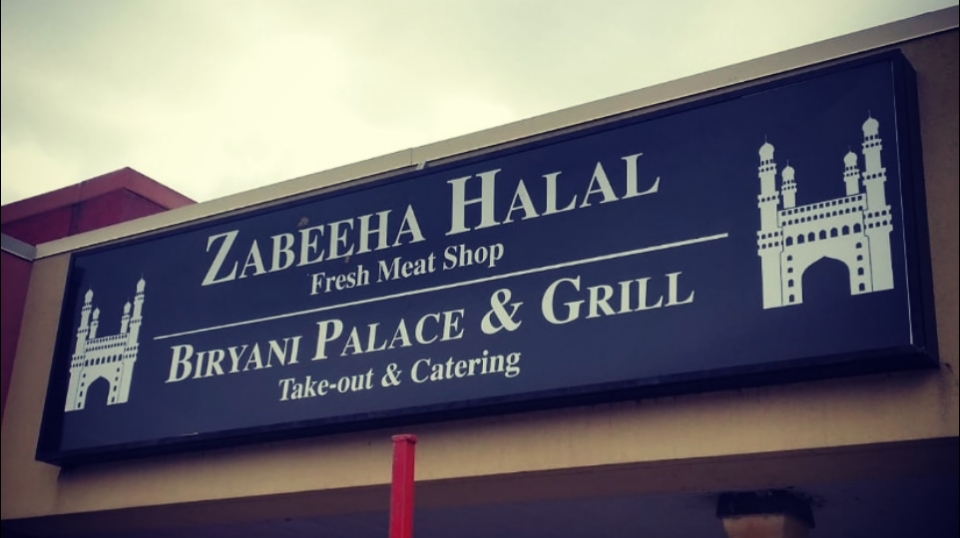 ZABEEHA HALAL
Fresh Meat Shop
BIRYANI PALACE & GRILL
Take-out & Catering